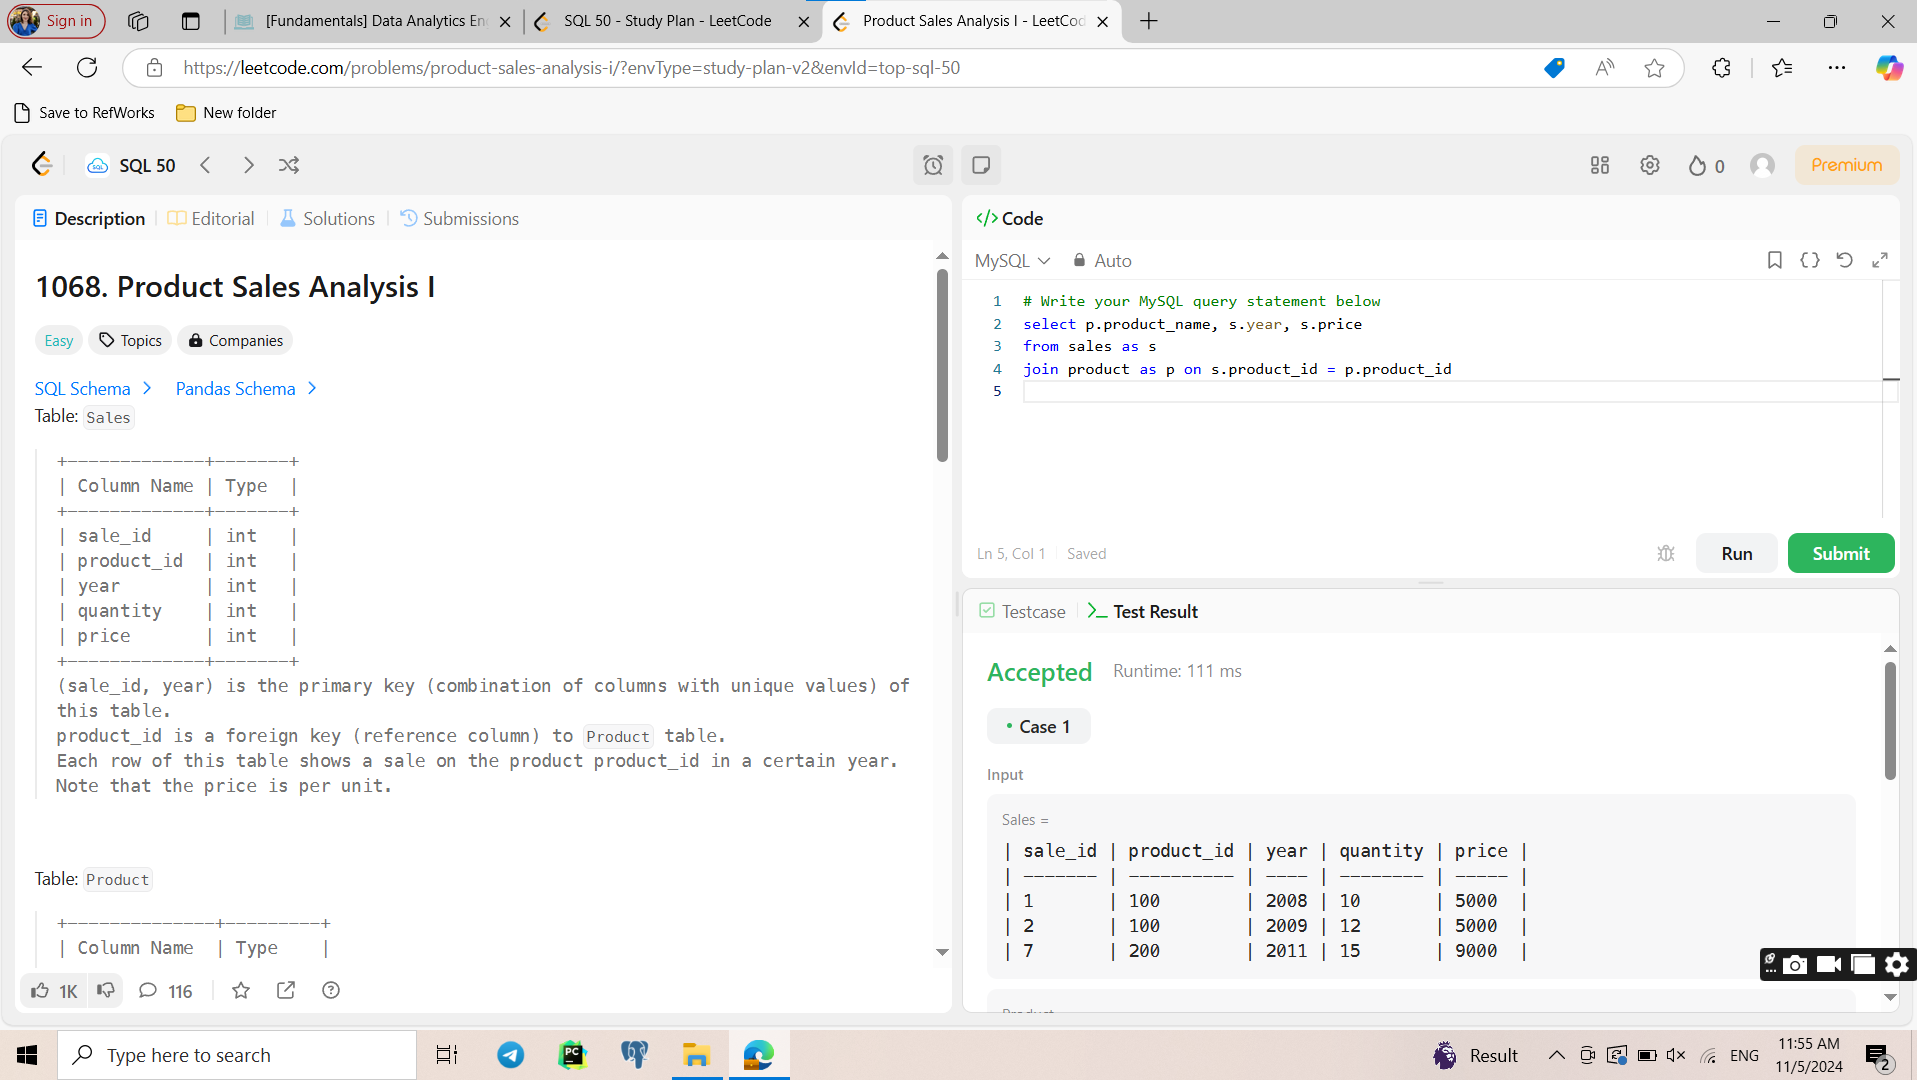 Sign in
[Fundamentals] Data Analytics En
SQL 50 - Study Plan - LeetCode
Product Sales Analysis I - LeetCod
https://leetcode.com/problems/product-sales-analysis-i/?envType=study-plan-v2&envId=top-sql-50
Save to RefWorks
New folder
SQL 50
0
Premium
Description
Editorial
Solutions
Submissions
1068. Product Sales Analysis I
Easy
Topics
Companies
SQL Schema
Pandas Schema
Table: Sales
+-------------+-------+
| Column Name | Type  |
+-------------+-------+
| sale_id     | int   |
| product_id  | int   |
| year        | int   |
| quantity    | int   |
| price       | int   |
+-------------+-------+
(sale_id, year) is the primary key (combination of columns with unique values) of
this table.
product_id is a foreign key (reference column) to Product table.
Each row of this table shows a sale on the product product_id in a certain year.
Note that the price is per unit.
Table: Product
+--------------+---------+
| Column Name  | Type    |
1K
116
</> Code
MySQL
Auto
1 # Write your MySQL query statement below
2 select p.product_name, s.year, s.price
3 from sales as s
4 join product as p on s.product_id = p.product_id
5
Ln 5, Col 1
Saved
Run
Submit
Testcase
Test Result
Accepted
Runtime: 111 ms
• Case 1
Input
Sales =
| sale_id | product_id | year | quantity | price |
| ------- | ---------- | ---- | -------- | ----- |
| 1       | 100        | 2008 | 10       | 5000  |
| 2       | 100        | 2009 | 12       | 5000  |
| 7       | 200        | 2011 | 15       | 9000  |
Type here to search
PC
Result
ENG
11:55 AM
11/5/2024
2